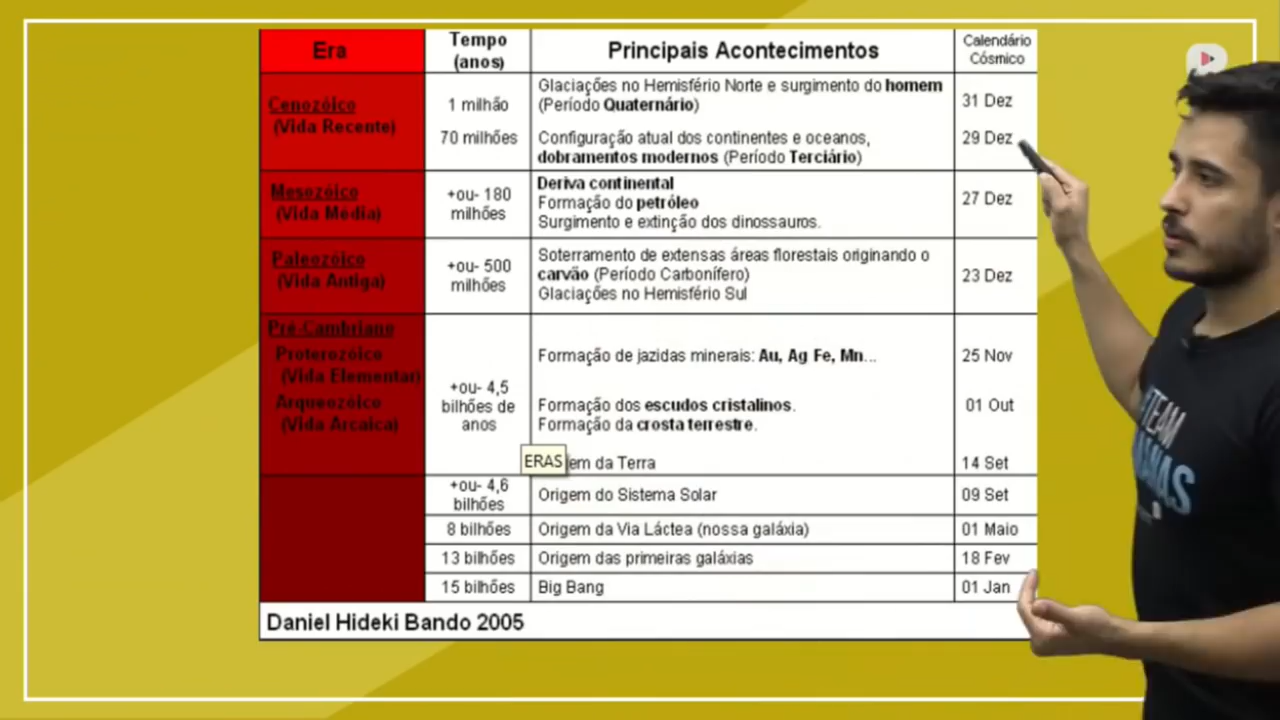 Era
Tempo
(anos)
Principais Acontecimentos
Calendário
Cósmico
Cenozóico
(Vida Recente)
1 milhão
Glaciações no Hemisfério Norte e surgimento do homem
(Período Quaternário)
31 Dez
70 milhões
Configuração atual dos continentes e oceanos,
dobramentos modernos (Período Terciário)
29 Dez
Mesozóico
(Vida Média)
+ou- 180
milhões
Deriva continental
Formação do petróleo
Surgimento e extinção dos dinossauros.
27 Dez
Paleozóico
(Vida Antiga)
+ou- 500
milhões
Soterramento de extensas áreas florestais originando o
carvão (Período Carbonífero)
Glaciações no Hemisfério Sul
23 Dez
Pré-Cambriano
Proterozóico
(Vida Elementar)
Arqueozóico
(Vida Arcaica)
+ou- 4,5
bilhões de
anos
Formação de jazidas minerais: Au, Ag Fe, Mn...
25 Nov
Formação dos escudos cristalinos.
Formação da crosta terrestre.
01 Out
ERAS
em da Terra
14 Set
+ou- 4,6
bilhões
Origem do Sistema Solar
09 Set
8 bilhões
Origem da Via Láctea (nossa galáxia)
01 Maio
13 bilhões
Origem das primeiras galáxias
18 Fev
15 bilhões
Big Bang
01 Jan
Daniel Hideki Bando 2005
TEAM